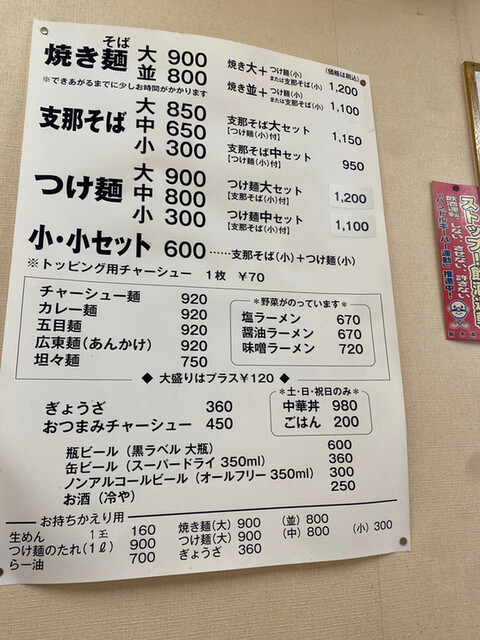 (価格は税込)
焼き麺 そば 大 900 焼き大＋つけ麺(小)または支那そば(小) 1,200
並 800 焼き並＋つけ麺(小)または支那そば(小) 1,100
※できあがるまでに少しお時間がかかります
支那そば 大 850 支那そば大セット [つけ麺(小)付] 1,150
中 650 支那そば中セット [つけ麺(小)付] 950
小 300
つけ麺 大 900 つけ麺大セット [支那そば(小)付] 1,200
中 800 つけ麺中セット [支那そば(小)付] 1,100
小 300
小・小セット 600……支那そば(小)＋つけ麺(小)
※トッピング用チャーシュー 1枚 ¥70
チャーシュー麺 920
カレー麺 920
五目麺 920
広東麺(あんかけ) 920
坦々麺 750
＊野菜がのっています＊
塩ラーメン 670
醤油ラーメン 670
味噌ラーメン 720
◆ 大盛りはプラス¥120 ◆
ぎょうざ 360
おつまみチャーシュー 450
＊土・日・祝日のみ＊
中華丼 980
ごはん 200
瓶ビール（黒ラベル 大瓶） 600
缶ビール（スーパードライ 350ml） 360
ノンアルコールビール（オールフリー 350ml） 300
お酒（冷や） 250
お持ちかえり用
生めん 1玉 160
つけ麺のたれ(1ℓ) 900
らー油 700
焼き麺(大) 900 (並) 800
つけ麺(大) 900 (中) 800 (小) 300
ぎょうざ 360
ハンドルキーパー運動 推進中